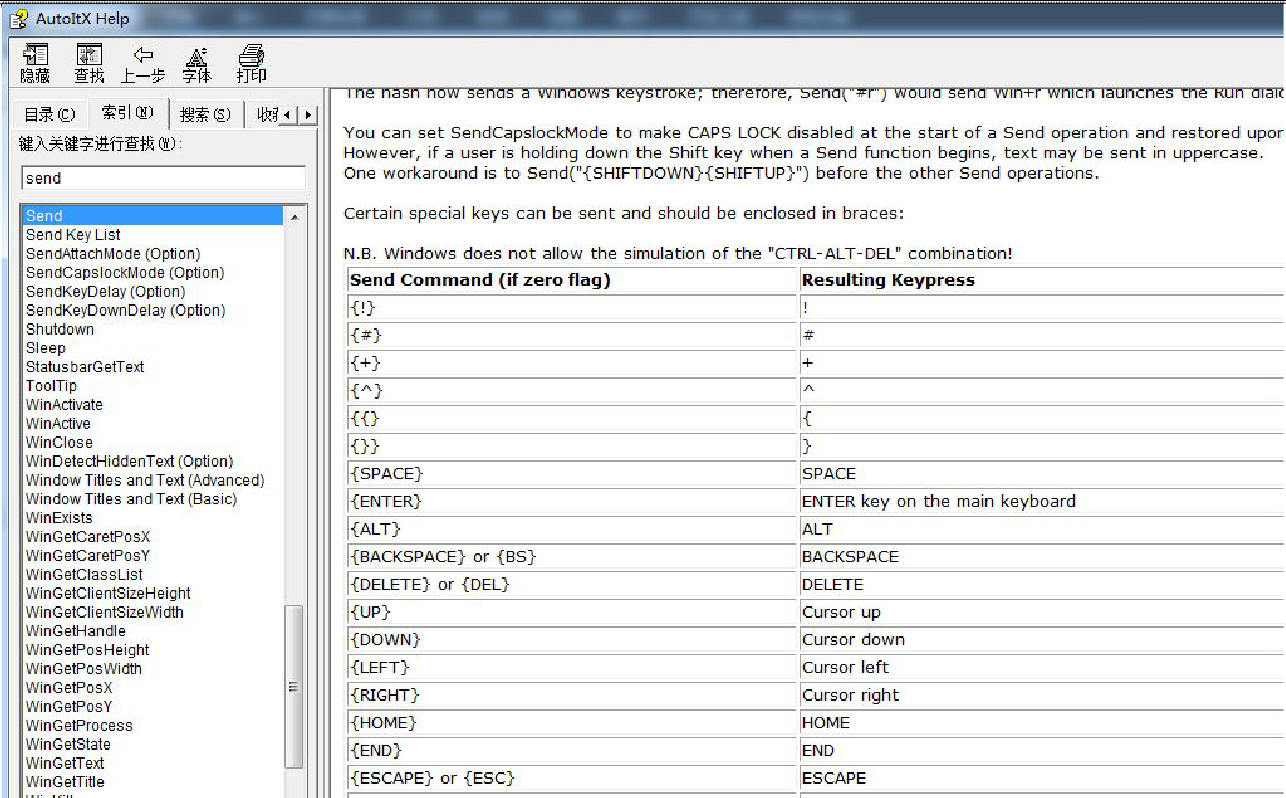 AutoItX Help
隐藏 查找 上一步 字体 打印
目录(C) 索引(N) 搜索(S)
键入关键字进行查找(W):
send
Send
Send Key List
SendAttachMode (Option)
SendCapslockMode (Option)
SendKeyDelay (Option)
SendKeyDownDelay (Option)
Shutdown
Sleep
StatusbarGetText
ToolTip
WinActivate
WinActive
WinClose
WinDetectHiddenText (Option)
Window Titles and Text (Advanced)
Window Titles and Text (Basic)
WinExists
WinGetCaretPosX
WinGetCaretPosY
WinGetClassList
WinGetClientSizeHeight
WinGetClientSizeWidth
WinGetHandle
WinGetPosHeight
WinGetPosWidth
WinGetPosX
WinGetPosY
WinGetProcess
WinGetState
WinGetText
WinGetTitle
The hash now sends a Windows keystroke; therefore, Send("#r") would send Win+r which launches the Run
You can set SendCapslockMode to make CAPS LOCK disabled at the start of a Send operation and restored upon
However, if a user is holding down the Shift key when a Send function begins, text may be sent in uppercase.
One workaround is to Send("{SHIFTDOWN}{SHIFTUP}") before the other Send operations.
Certain special keys can be sent and should be enclosed in braces:
N.B. Windows does not allow the simulation of the "CTRL-ALT-DEL" combination!
Send Command (if zero flag) Resulting Keypress
{!} !
{#} #
{+} +
{^} ^
{{} {
{}} }
{SPACE} SPACE
{ENTER} ENTER key on the main keyboard
{ALT} ALT
{BACKSPACE} or {BS} BACKSPACE
{DELETE} or {DEL} DELETE
{UP} Cursor up
{DOWN} Cursor down
{LEFT} Cursor left
{RIGHT} Cursor right
{HOME} HOME
{END} END
{ESCAPE} or {ESC} ESCAPE